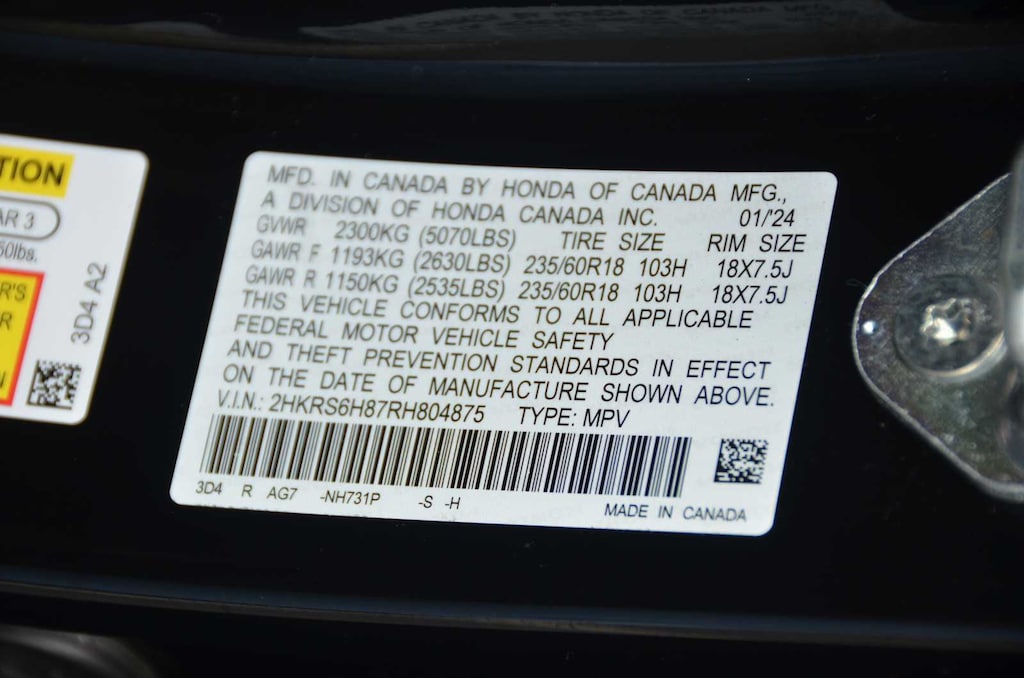 TION
AR 3
50lbs.
R'S
R
3D4 A2
MFD. IN CANADA BY HONDA OF CANADA MFG.,
A DIVISION OF HONDA CANADA INC. 01/'24
GVWR 2300KG (5070LBS) TIRE SIZE RIM SIZE
GAWR F 1193KG (2630LBS) 235/60R18 103H 18X7.5J
GAWR R 1150KG (2535LBS) 235/60R18 103H 18X7.5J
THIS VEHICLE CONFORMS TO ALL APPLICABLE
FEDERAL MOTOR VEHICLE SAFETY
AND THEFT PREVENTION STANDARDS IN EFFECT
ON THE DATE OF MANUFACTURE SHOWN ABOVE.
V.I.N.: 2HKRS6H87RH804875 TYPE: MPV
3D4 R AG7 -NH731P -S -H
MADE IN CANADA